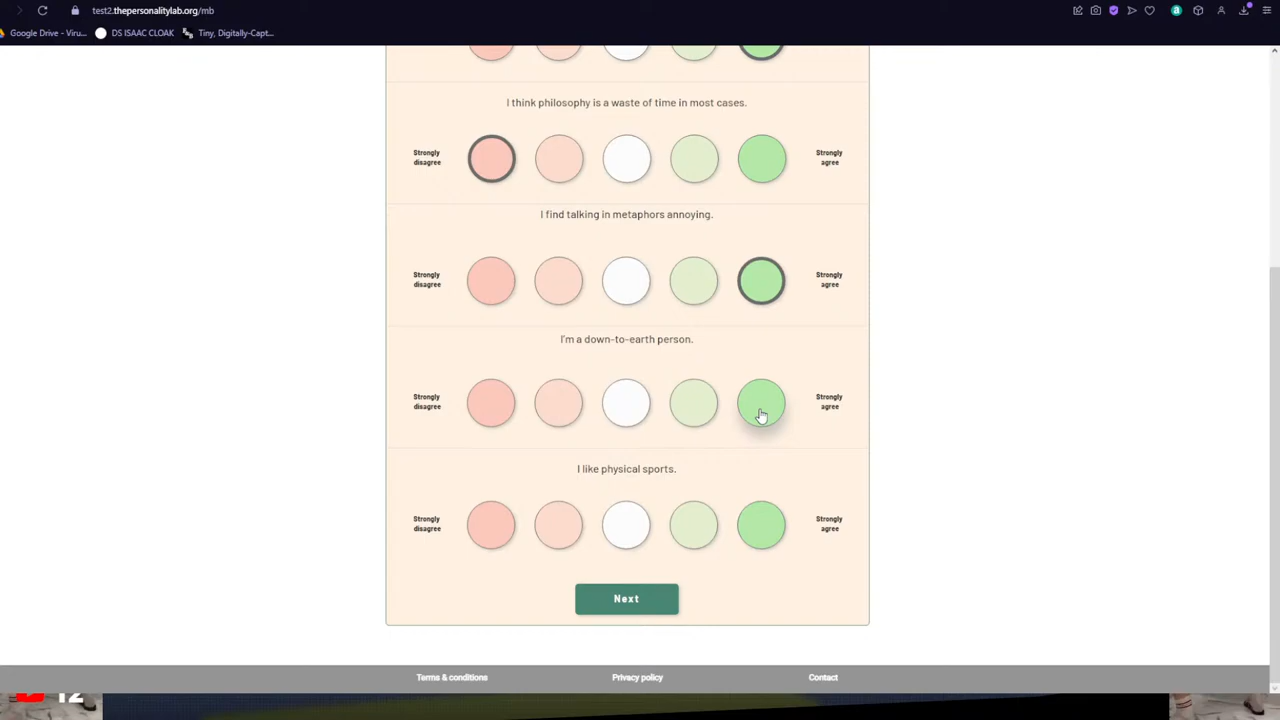 test2.thepersonalitylab.org/mb
Google Drive - Viru...
DS ISAAC CLOAK
Tiny, Digitally-Capt...
I think philosophy is a waste of time in most cases.
Strongly
disagree
Strongly
agree
I find talking in metaphors annoying.
Strongly
disagree
Strongly
agree
I'm a down-to-earth person.
Strongly
disagree
Strongly
agree
I like physical sports.
Strongly
disagree
Strongly
agree
Next
Terms & conditions
Privacy policy
Contact
12